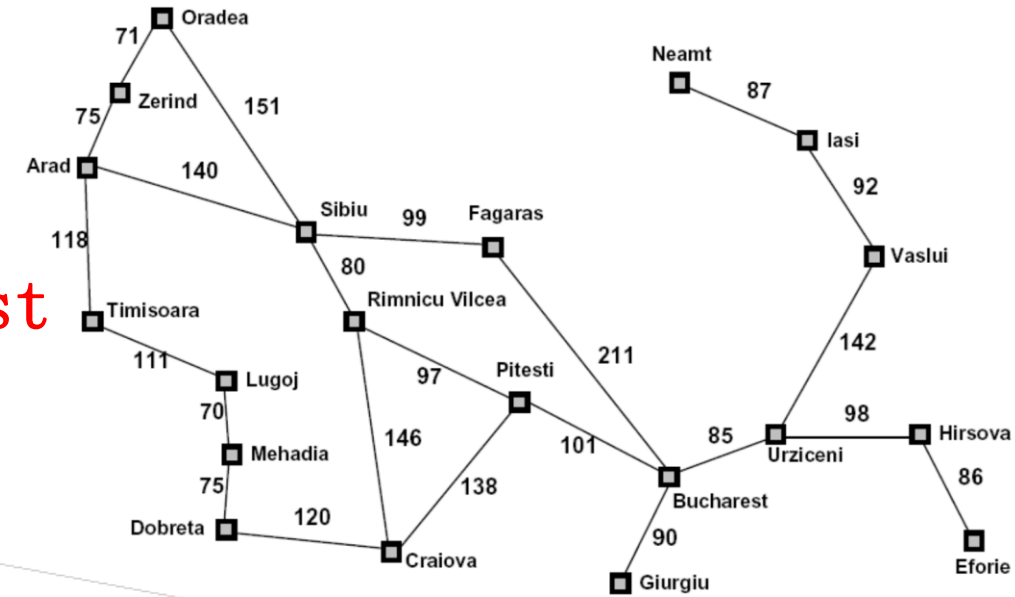 Oradea
71
Neamt
87
Zerind
151
75
Iasi
Arad
140
92
Sibiu
99
Fagaras
118
80
Vaslui
st
Timisoara
Rimnicu Vilcea
142
111
211
Pitesti
97
Lugoj
70
98
146
101
85
Hirsova
Mehadia
Urziceni
75
138
86
Bucharest
120
Dobreta
90
Craiova
Eforie
Giurgiu